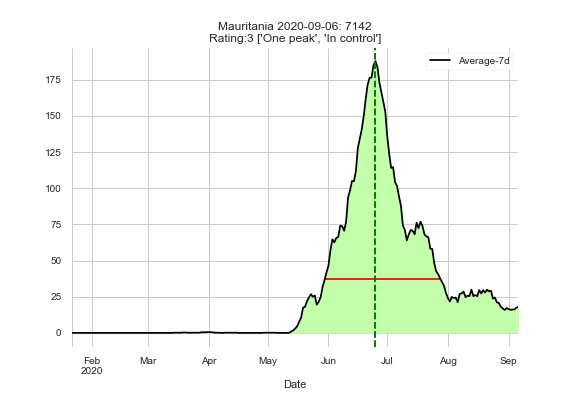 Mauritania 2020-09-06: 7142
Rating:3 ['One peak', 'In control']
Average-7d
175
150
125
100
75
50
25
0
Feb
2020
Mar
Apr
May
Jun
Jul
Aug
Sep
Date